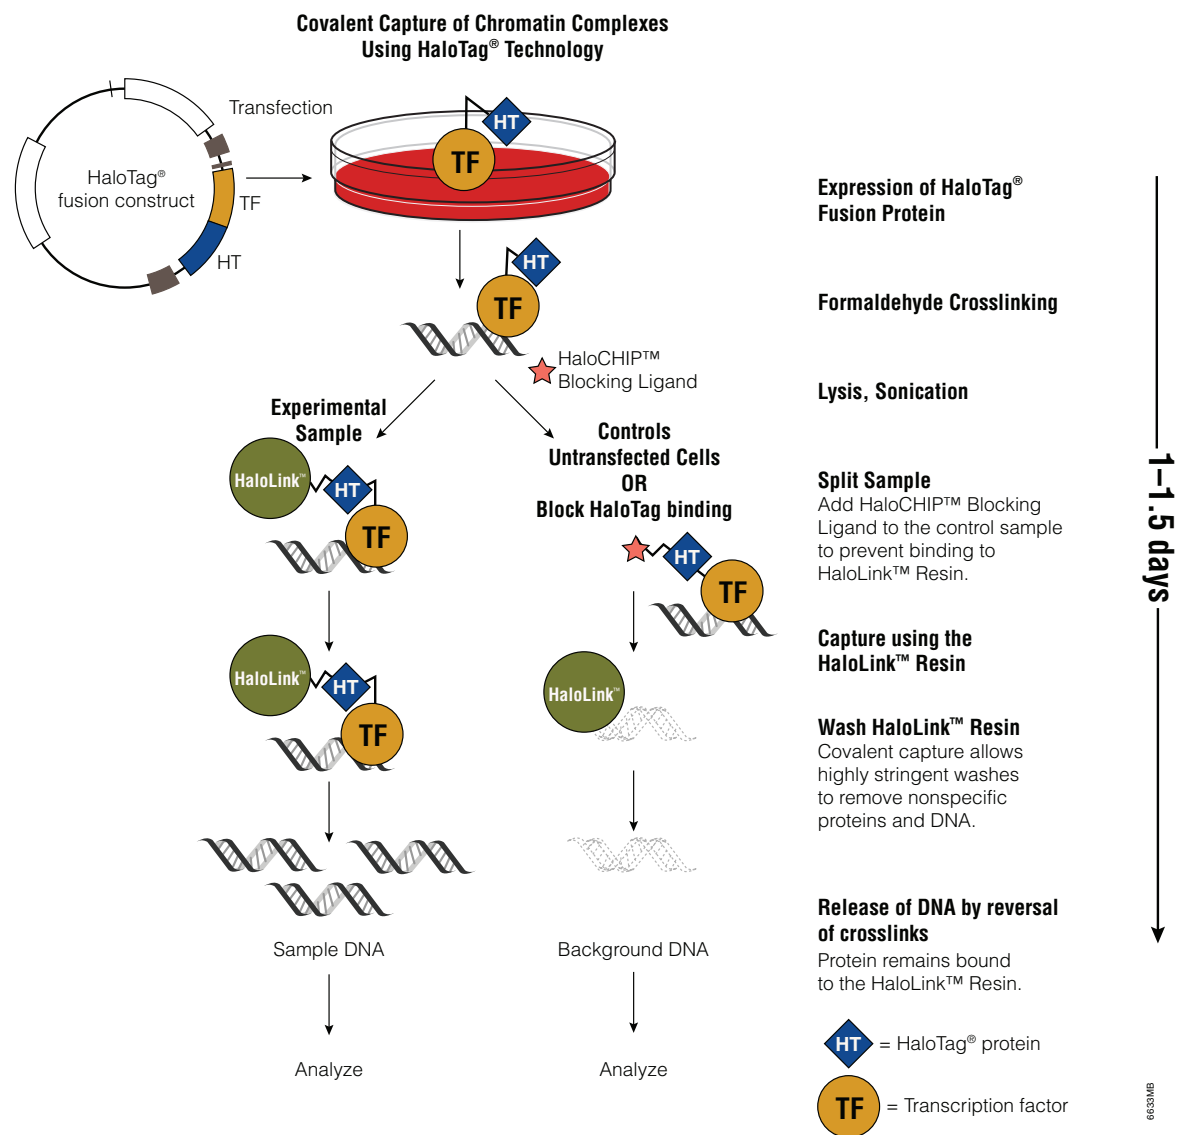 Covalent Capture of Chromatin Complexes
Using HaloTag® Technology
Transfection
HaloTag®
fusion construct
TF
HT
HT
TF
Expression of HaloTag®
Fusion Protein
HT
TF
Formaldehyde Crosslinking
HaloCHIP™
Blocking Ligand
Lysis, Sonication
Experimental
Sample
HaloLink™
HT
TF
Controls
Untransfected Cells
OR
Block HaloTag binding
HT
TF
Split Sample
Add HaloCHIP™ Blocking
Ligand to the control sample
to prevent binding to
HaloLink™ Resin.
1–1.5 days
HaloLink™
HT
TF
HaloLink™
Capture using the
HaloLink™ Resin
Wash HaloLink™ Resin
Covalent capture allows
highly stringent washes
to remove nonspecific
proteins and DNA.
Sample DNA
Background DNA
Release of DNA by reversal
of crosslinks
Protein remains bound
to the HaloLink™ Resin.
Analyze
Analyze
HT = HaloTag® protein
TF = Transcription factor
6633MB